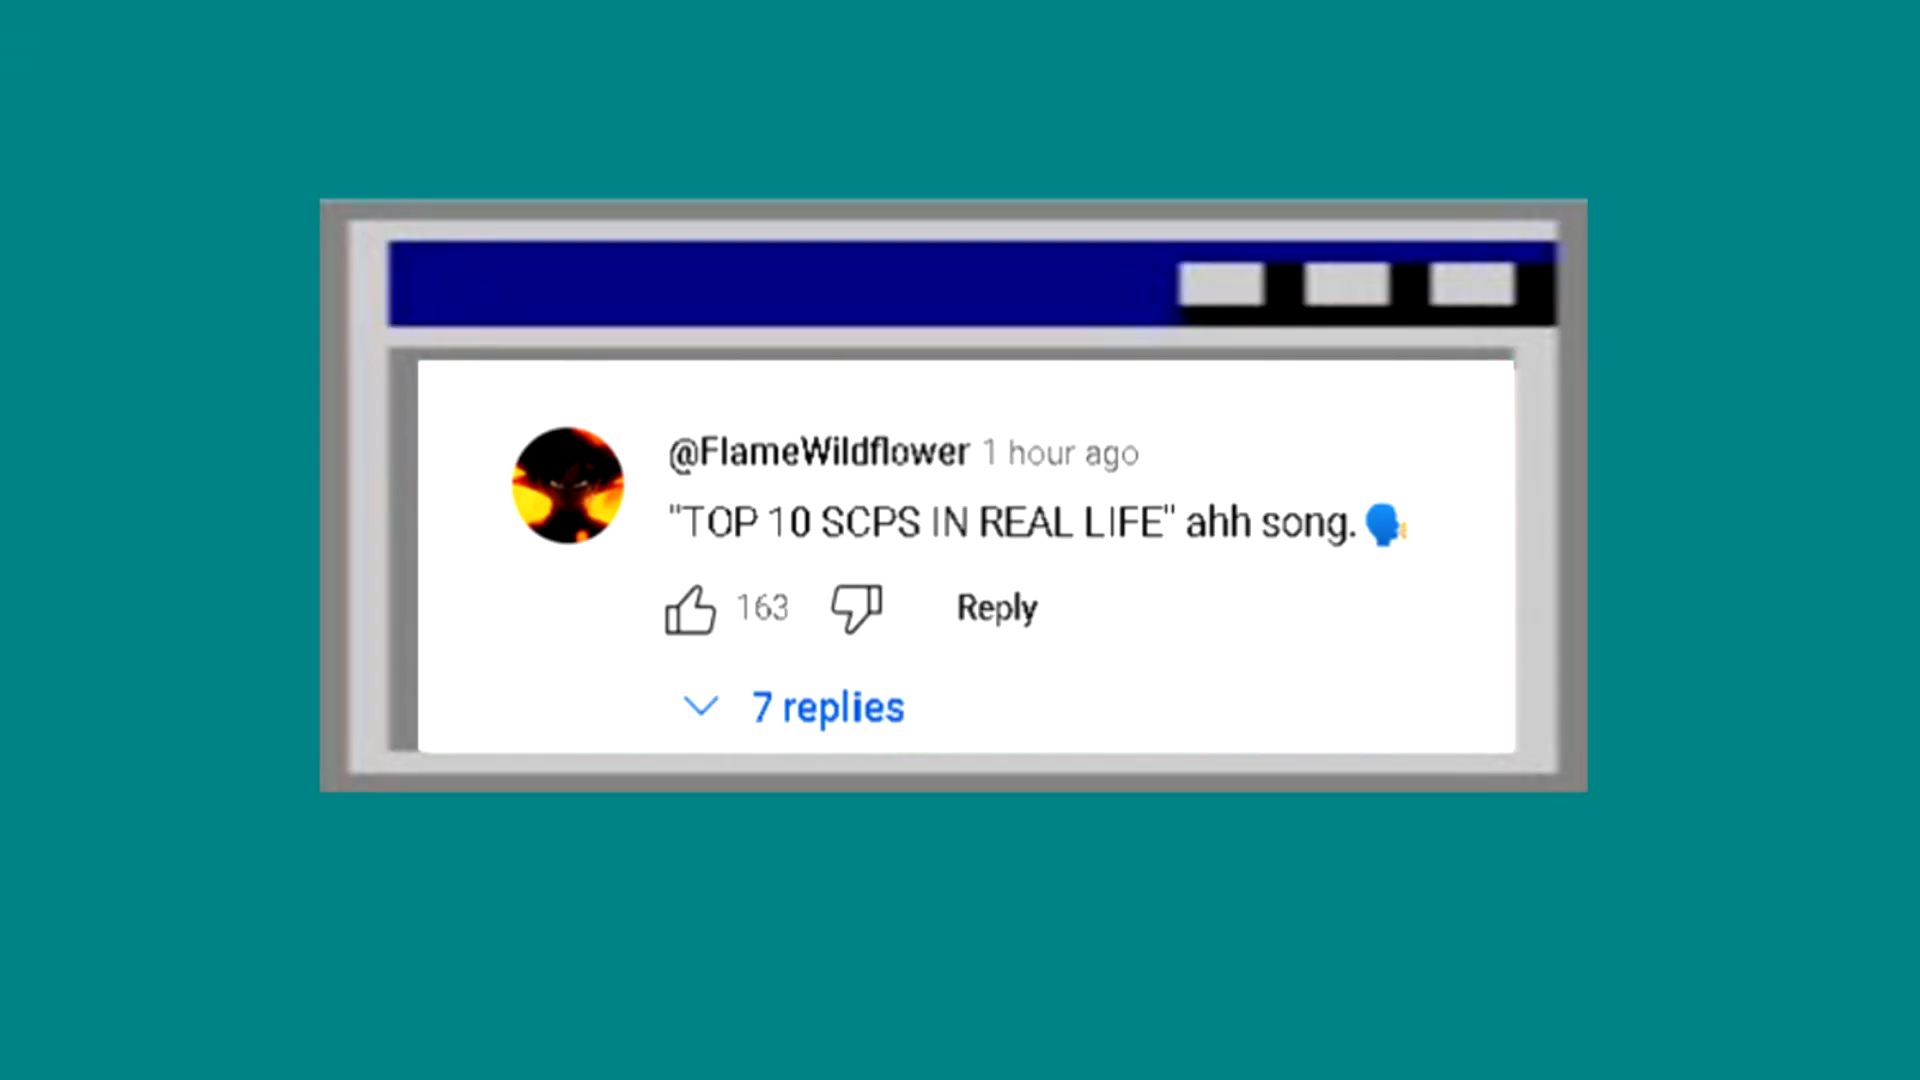 @FlameWildflower 1 hour ago
"TOP 10 SCPS IN REAL LIFE" ahh song.🗣️
163 Reply
7 replies